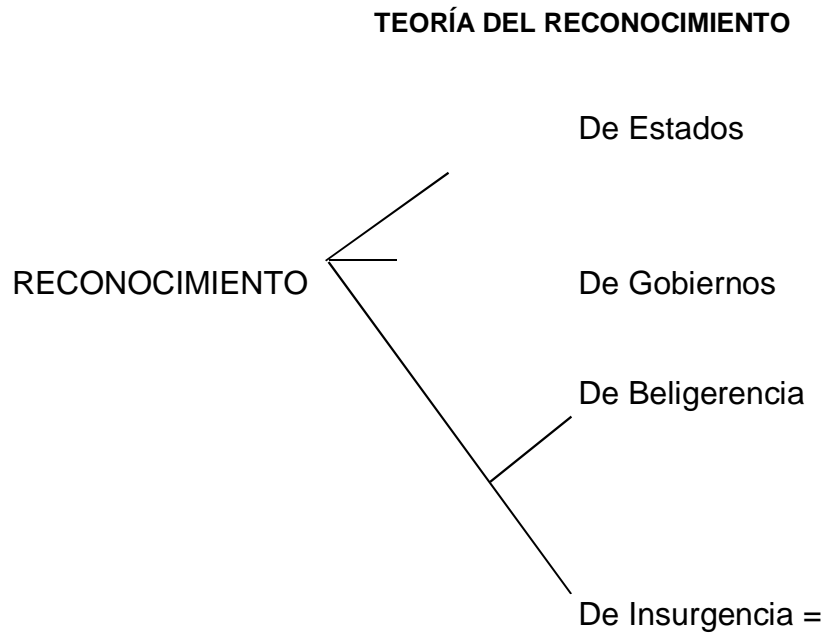 TEORÍA DEL RECONOCIMIENTO
De Estados
RECONOCIMIENTO De Gobiernos
De Beligerencia
De Insurgencia =